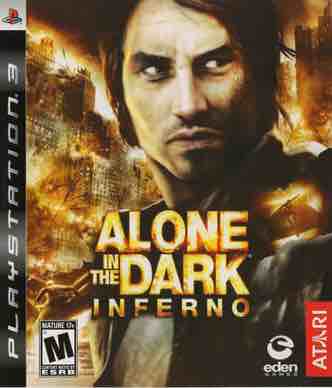 PLAYSTATION 3
ALONE
IN THE DARK
INFERNO
MATURE 17+
M
CONTENT RATED BY
ESRB
eden
GAMES
ATARI